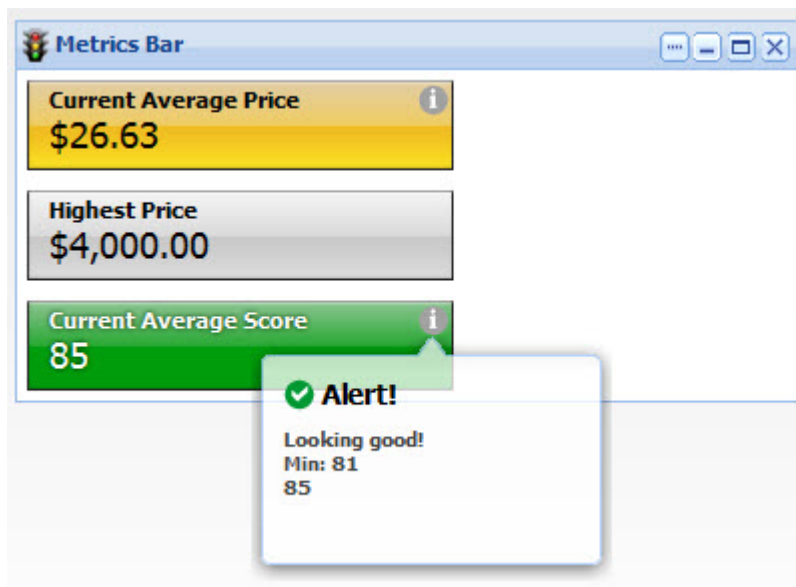 Metrics Bar
Current Average Price
$26.63
Highest Price
$4,000.00
Current Average Score
85
Alert!
Looking good!
Min: 81
85